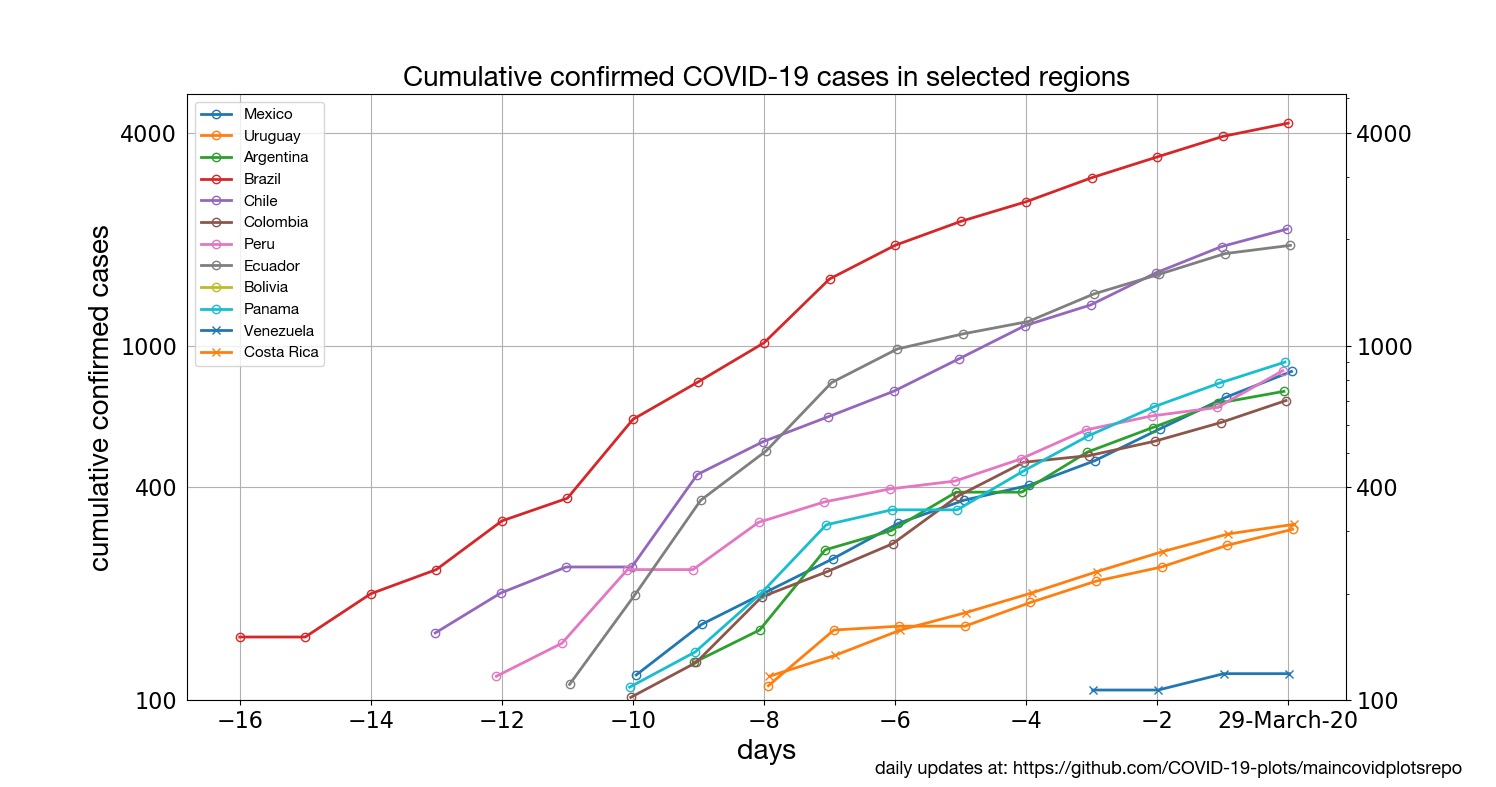 Cumulative confirmed COVID-19 cases in selected regions
Mexico
Uruguay
Argentina
Brazil
Chile
Colombia
Peru
Ecuador
Bolivia
Panama
Venezuela
Costa Rica
cumulative confirmed cases
4000
1000
400
100
4000
1000
400
100
−16 −14 −12 −10 −8 −6 −4 −2 29-March-20
days
daily updates at: https://github.com/COVID-19-plots/maincovidplotsrepo